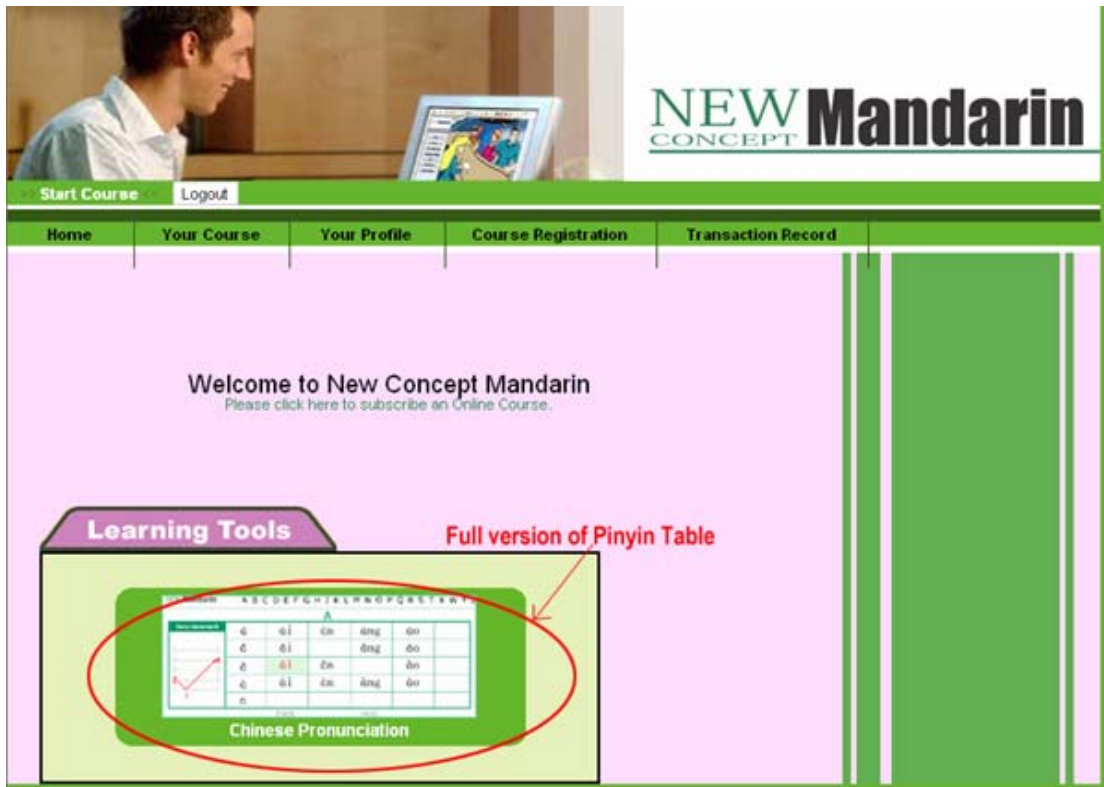 NEW Mandarin
CONCEPT
>> Start Course << Logout
Home Your Course Your Profile Course Registration Transaction Record
Welcome to New Concept Mandarin
Please click here to subscribe an Online Course.
Learning Tools
Full version of Pinyin Table
Mandarin A B C D E F G H J K L M N O P Q R S T X W Y Z
A
ā āi ān āng āo
á ái áng áo
ǎ ǎi ǎn ǎo
à ài àn àng ào
a
Chinese Pronunciation